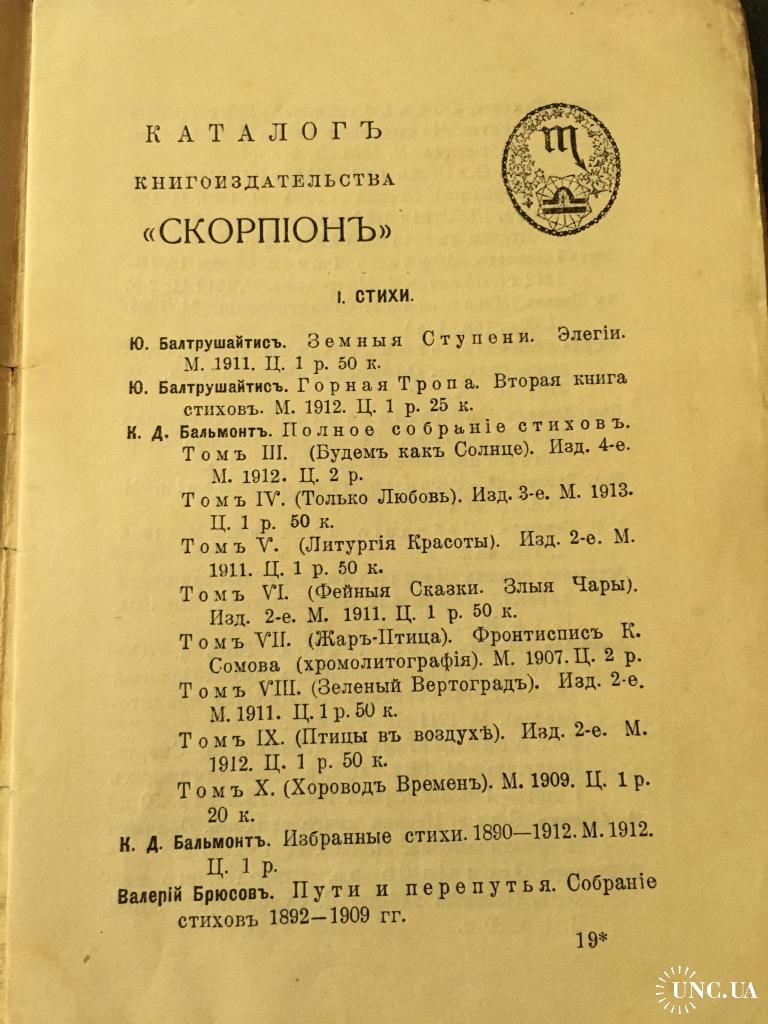 КАТАЛОГЪ
КНИГОИЗДАТЕЛЬСТВА
«СКОРПІОНЪ»
I. СТИХИ.
Ю. Балтрушайтисъ. Земныя Ступени. Элегіи.
М. 1911. Ц. 1 р. 50 к.
Ю. Балтрушайтисъ. Горная Тропа. Вторая книга
стиховъ. М. 1912. Ц. 1 р. 25 к.
К. Д. Бальмонтъ. Полное собраніе стиховъ.
Томъ III. (Будемъ какъ Солнце). Изд. 4-е.
М. 1912. Ц. 2 р.
Томъ IV. (Только Любовь). Изд. 3-е. М. 1913.
Ц. 1 р. 50 к.
Томъ V. (Литургія Красоты). Изд. 2-е. М.
1911. Ц. 1 р. 50 к.
Томъ VI. (Фейныя Сказки. Злыя Чары).
Изд. 2-е. М. 1911. Ц. 1 р. 50 к.
Томъ VII. (Жаръ-Птица). Фронтисписъ К.
Сомова (хромолитографія). М. 1907. Ц. 2 р.
Томъ VIII. (Зеленый Вертоградъ). Изд. 2-е.
М. 1911. Ц. 1 р. 50 к.
Томъ IX. (Птицы въ воздухѣ). Изд. 2-е. М.
1912. Ц. 1 р. 50 к.
Томъ X. (Хороводъ Временъ). М. 1909. Ц. 1 р.
20 к.
К. Д. Бальмонтъ. Избранные стихи. 1890—1912. М. 1912.
Ц. 1 р.
Валерій Брюсовъ. Пути и перепутья. Собраніе
стиховъ 1892—1909 гг.
19*
UNC.UA